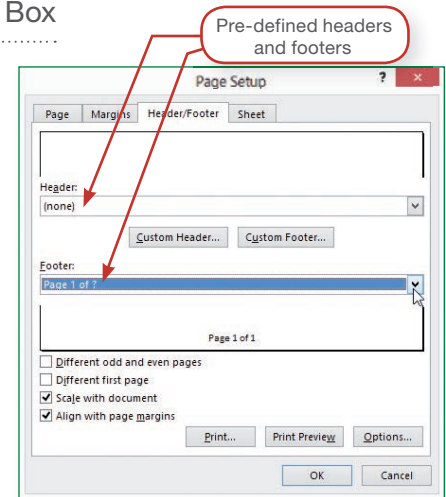 Box
Pre-defined headers
and footers
Page Setup ? ×
Page Margins Header/Footer Sheet
Header:
(none)
Custom Header... Custom Footer...
Footer:
Page 1 of ?
Page 1 of 1
Different odd and even pages
Different first page
Scale with document
Align with page margins
Print... Print Preview Options...
OK Cancel